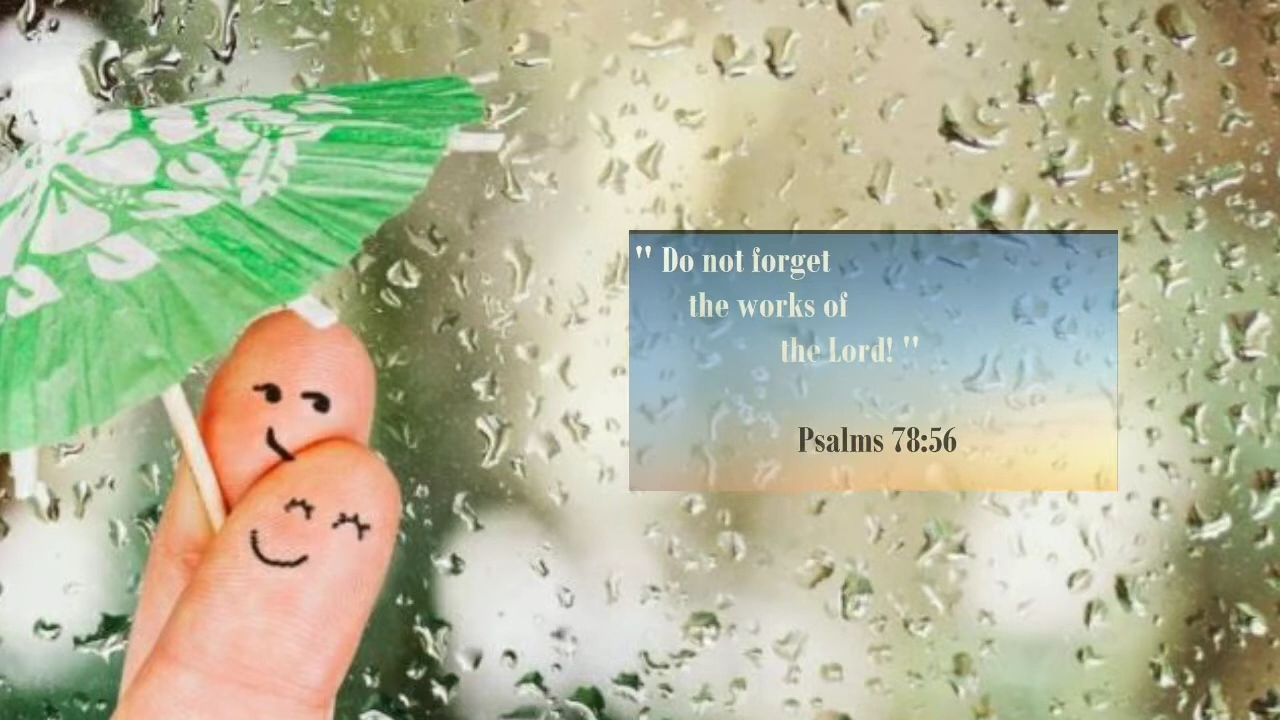 " Do not forget
the works of
the Lord! "
Psalms 78:56